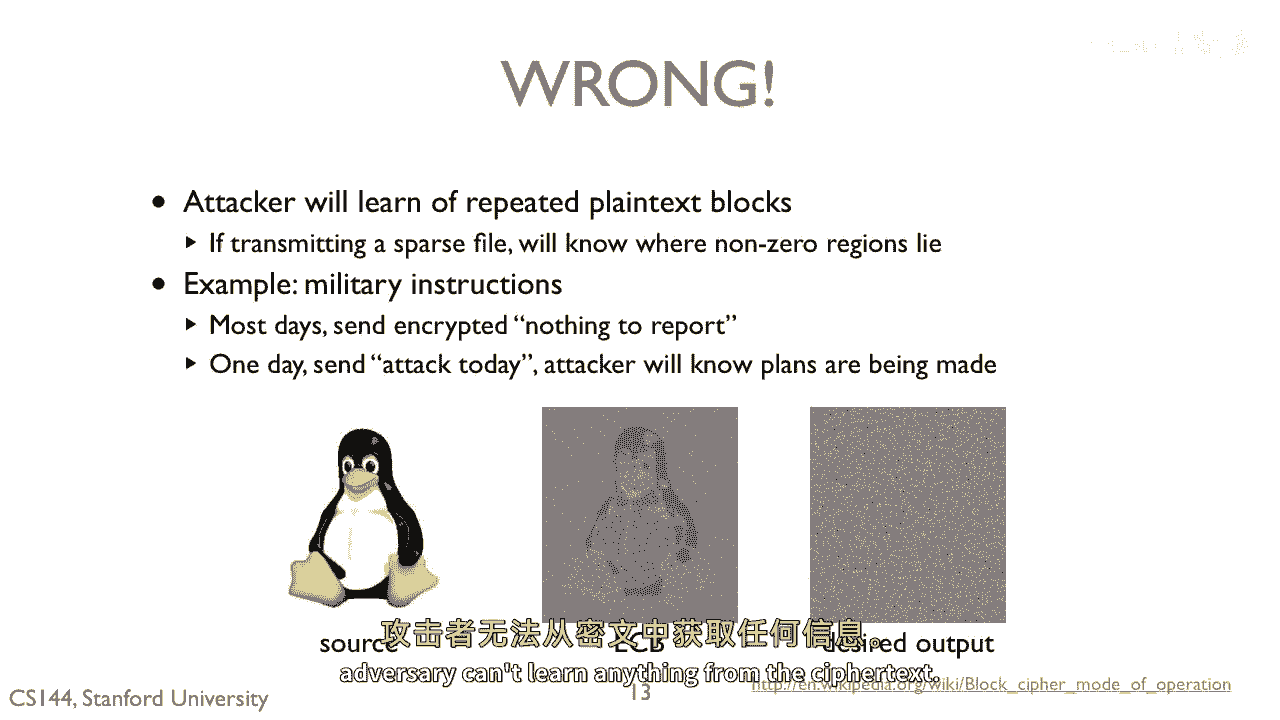 WRONG!
• Attacker will learn of repeated plaintext blocks
▸ If transmitting a sparse file, will know where non-zero regions lie
• Example: military instructions
▸ Most days, send encrypted “nothing to report”
▸ One day, send “attack today”, attacker will know plans are being made
source ECB desired output
攻击者无法从密文中获取任何信息。
adversary can't learn anything from the ciphertext.
CS144, Stanford University
13
http://en.wikipedia.org/wiki/Block_cipher_mode_of_operation